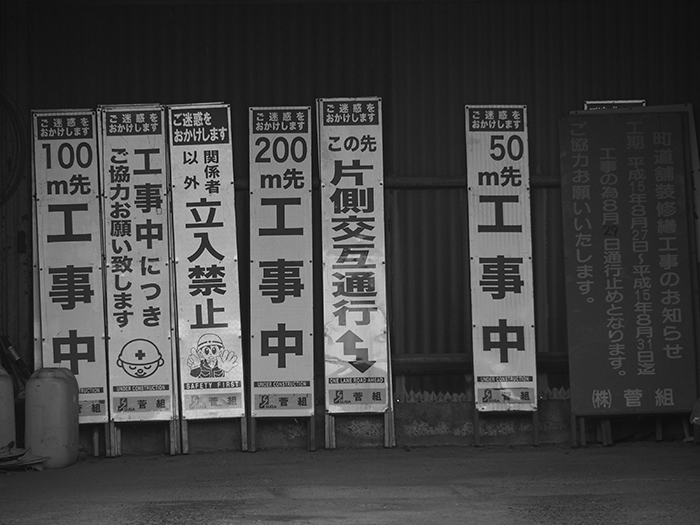 ご迷惑を
おかけします
100
m先
工事中
UNDER CONSTRUCTION
菅組
ご迷惑を
おかけします
工事中につき
ご協力お願い致します
UNDER CONSTRUCTION
菅組
ご迷惑を
おかけします
関係者
以外
立入禁止
SAFETY FIRST
菅組
ご迷惑を
おかけします
200
m先
工事中
UNDER CONSTRUCTION
菅組
ご迷惑を
おかけします
この先
片側交互通行
ONE LANE ROAD AHEAD
菅組
ご迷惑を
おかけします
50
m先
工事中
UNDER CONSTRUCTION
菅組
町道舗装修繕工事のお知らせ
工期 平成15年8月27日～平成15年8月31日迄
工事の為8月29日通行止めとなります。
ご協力お願いいたします。
(株)菅組